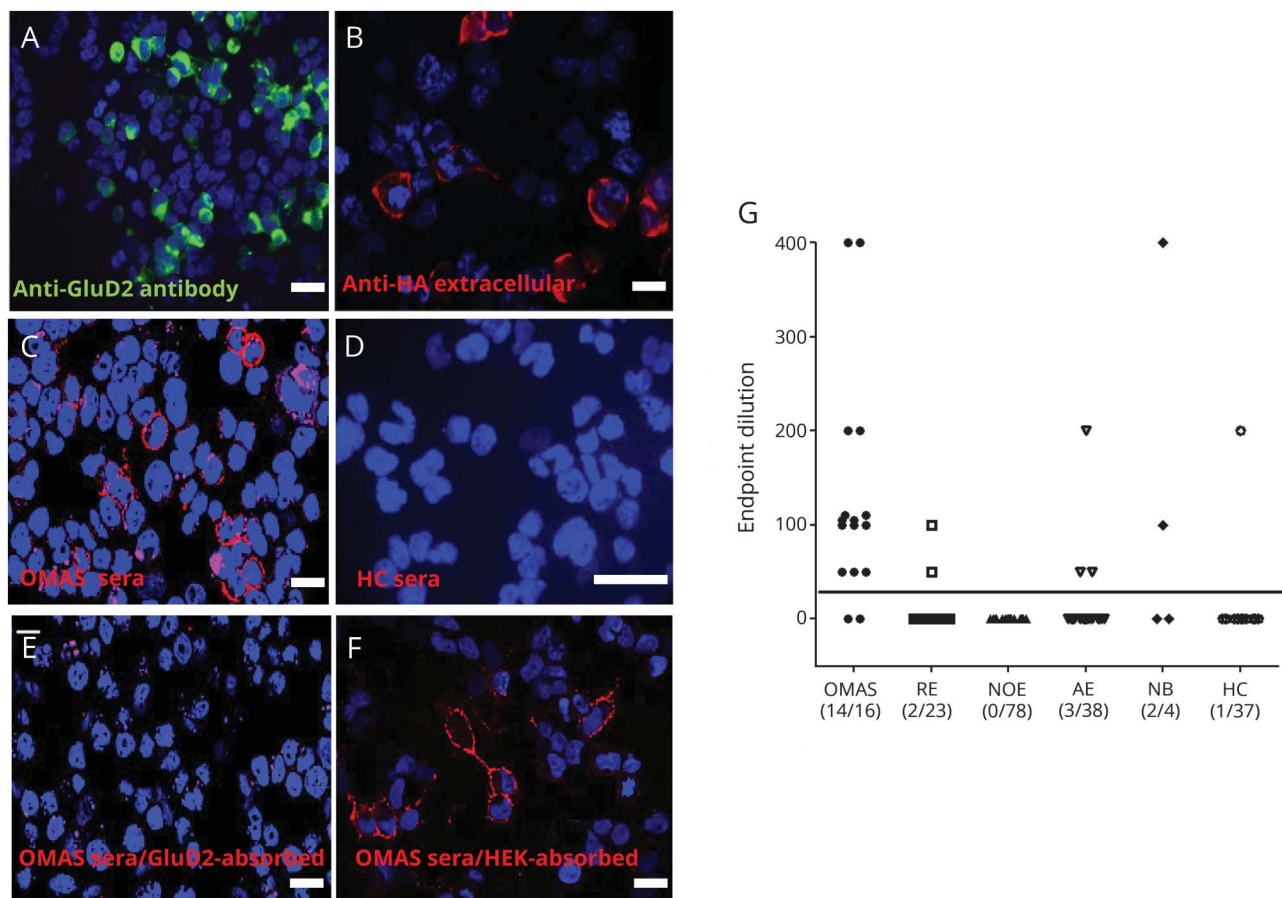 A
Anti-GluD2 antibody
B
Anti-HA extracellular
C
OMAS sera
D
HC sera
E
OMAS sera/GluD2-absorbed
F
OMAS sera/HEK-absorbed
G
Endpoint dilution
400
300
200
100
0
OMAS RE NOE AE NB HC
(14/16) (2/23) (0/78) (3/38) (2/4) (1/37)